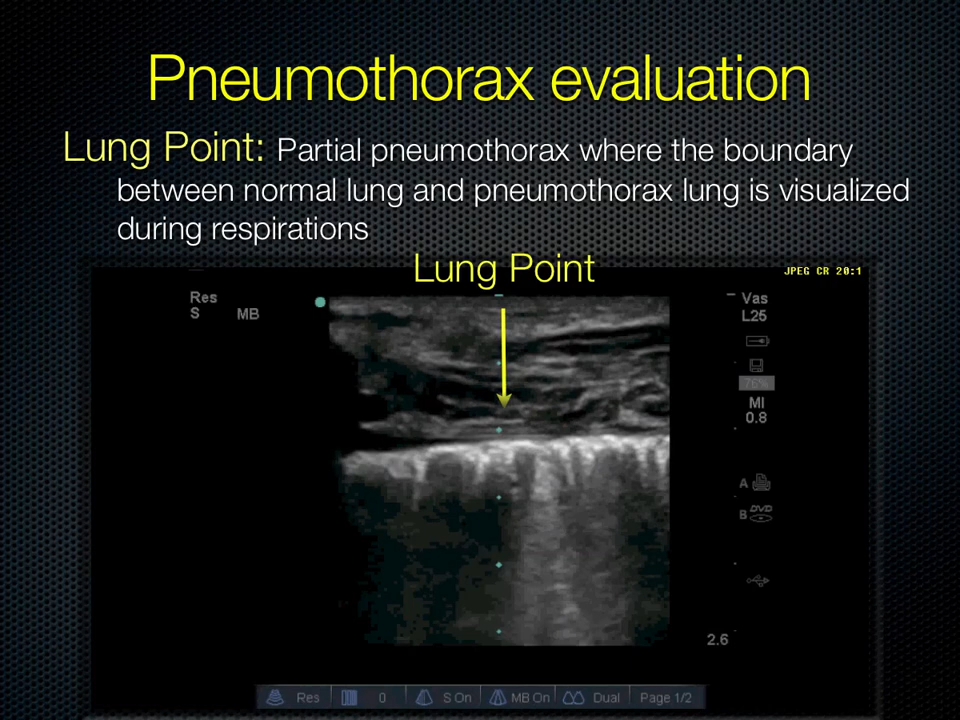 Pneumothorax evaluation
Lung Point: Partial pneumothorax where the boundary
between normal lung and pneumothorax lung is visualized
during respirations
Lung Point
JPEG CR 20:1
Res
S MB
Vas
L25
76%
MI
0.8
A
B DVD
2.6
Res 0 S On MB On Dual Page 1/2